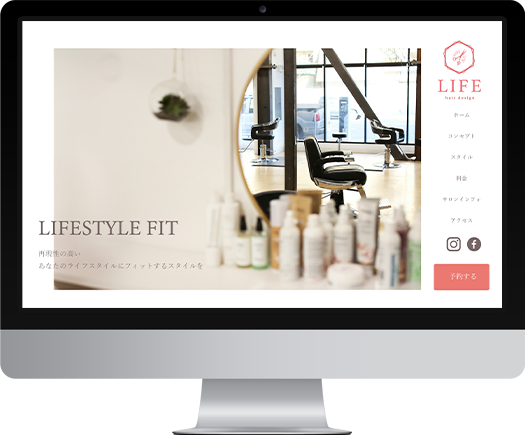 LIFE
hair design
ホーム
コンセプト
スタイル
料金
サロンインフォ
アクセス
予約する
LIFESTYLE FIT
再現性の高い
あなたのライフスタイルにフィットするスタイルを